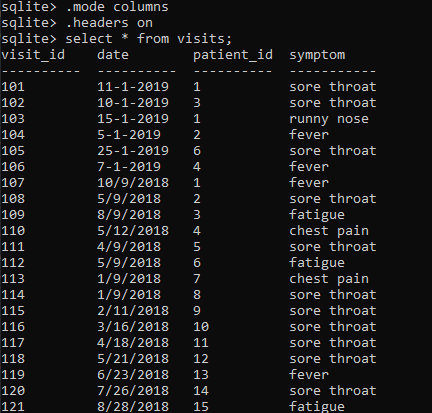 sqlite> .mode columns
sqlite> .headers on
sqlite> select * from visits;
visit_id    date        patient_id  symptom
----------  ----------  ----------  -----------
101         11-1-2019   1           sore throat
102         10-1-2019   3           sore throat
103         15-1-2019   1           runny nose
104         5-1-2019    2           fever
105         25-1-2019   6           sore throat
106         7-1-2019    4           fever
107         10/9/2018   1           fever
108         5/9/2018    2           sore throat
109         8/9/2018    3           fatigue
110         5/12/2018   4           chest pain
111         4/9/2018    5           sore throat
112         5/9/2018    6           fatigue
113         1/9/2018    7           chest pain
114         1/9/2018    8           sore throat
115         2/11/2018   9           sore throat
116         3/16/2018   10          sore throat
117         4/18/2018   11          sore throat
118         5/21/2018   12          sore throat
119         6/23/2018   13          fever
120         7/26/2018   14          sore throat
121         8/28/2018   15          fatigue